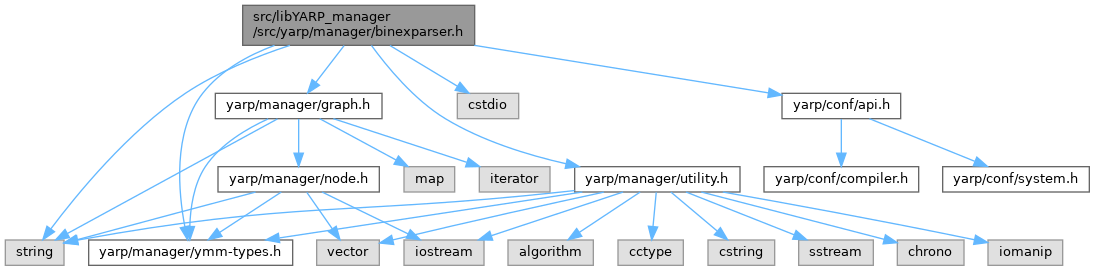 src/libYARP_manager
/src/yarp/manager/binexparser.h
yarp/manager/graph.h
cstdio
yarp/conf/api.h
yarp/manager/node.h
map
iterator
yarp/manager/utility.h
yarp/conf/compiler.h
yarp/conf/system.h
string
yarp/manager/ymm-types.h
vector
iostream
algorithm
cctype
cstring
sstream
chrono
iomanip